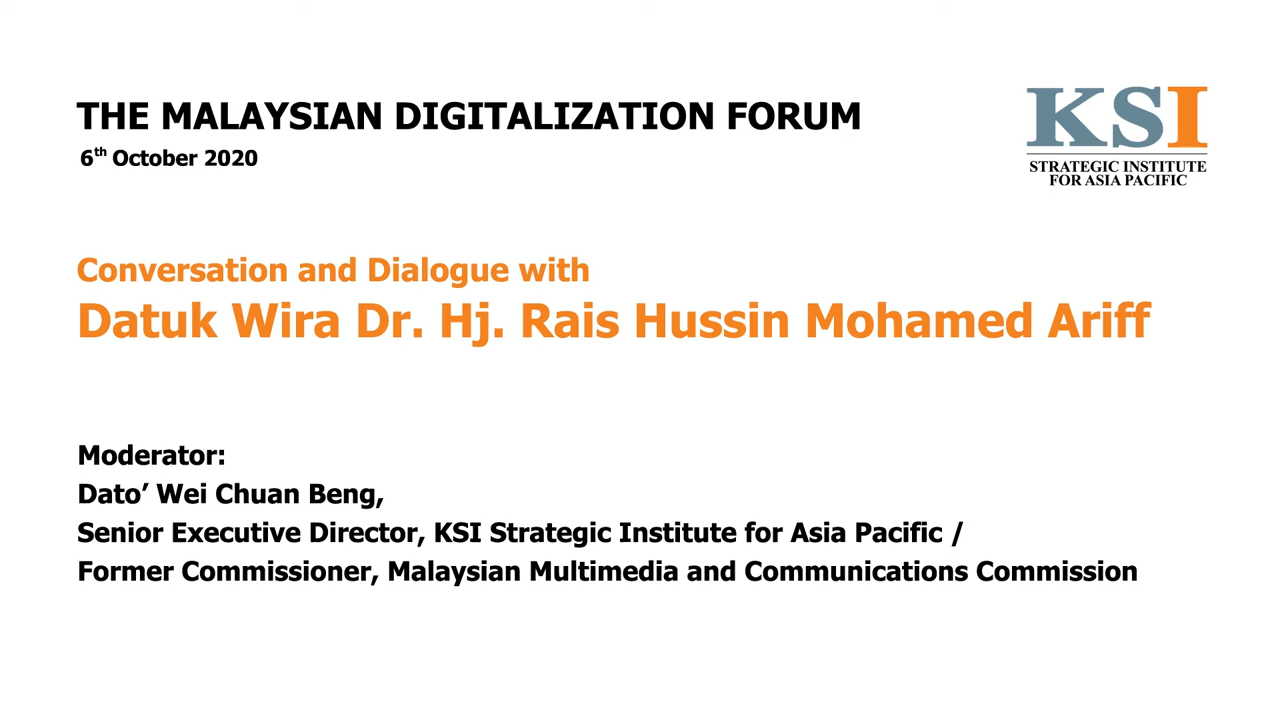 THE MALAYSIAN DIGITALIZATION FORUM
6th October 2020
KSI
STRATEGIC INSTITUTE
FOR ASIA PACIFIC
Conversation and Dialogue with
Datuk Wira Dr. Hj. Rais Hussin Mohamed Ariff
Moderator:
Dato’ Wei Chuan Beng,
Senior Executive Director, KSI Strategic Institute for Asia Pacific /
Former Commissioner, Malaysian Multimedia and Communications Commission